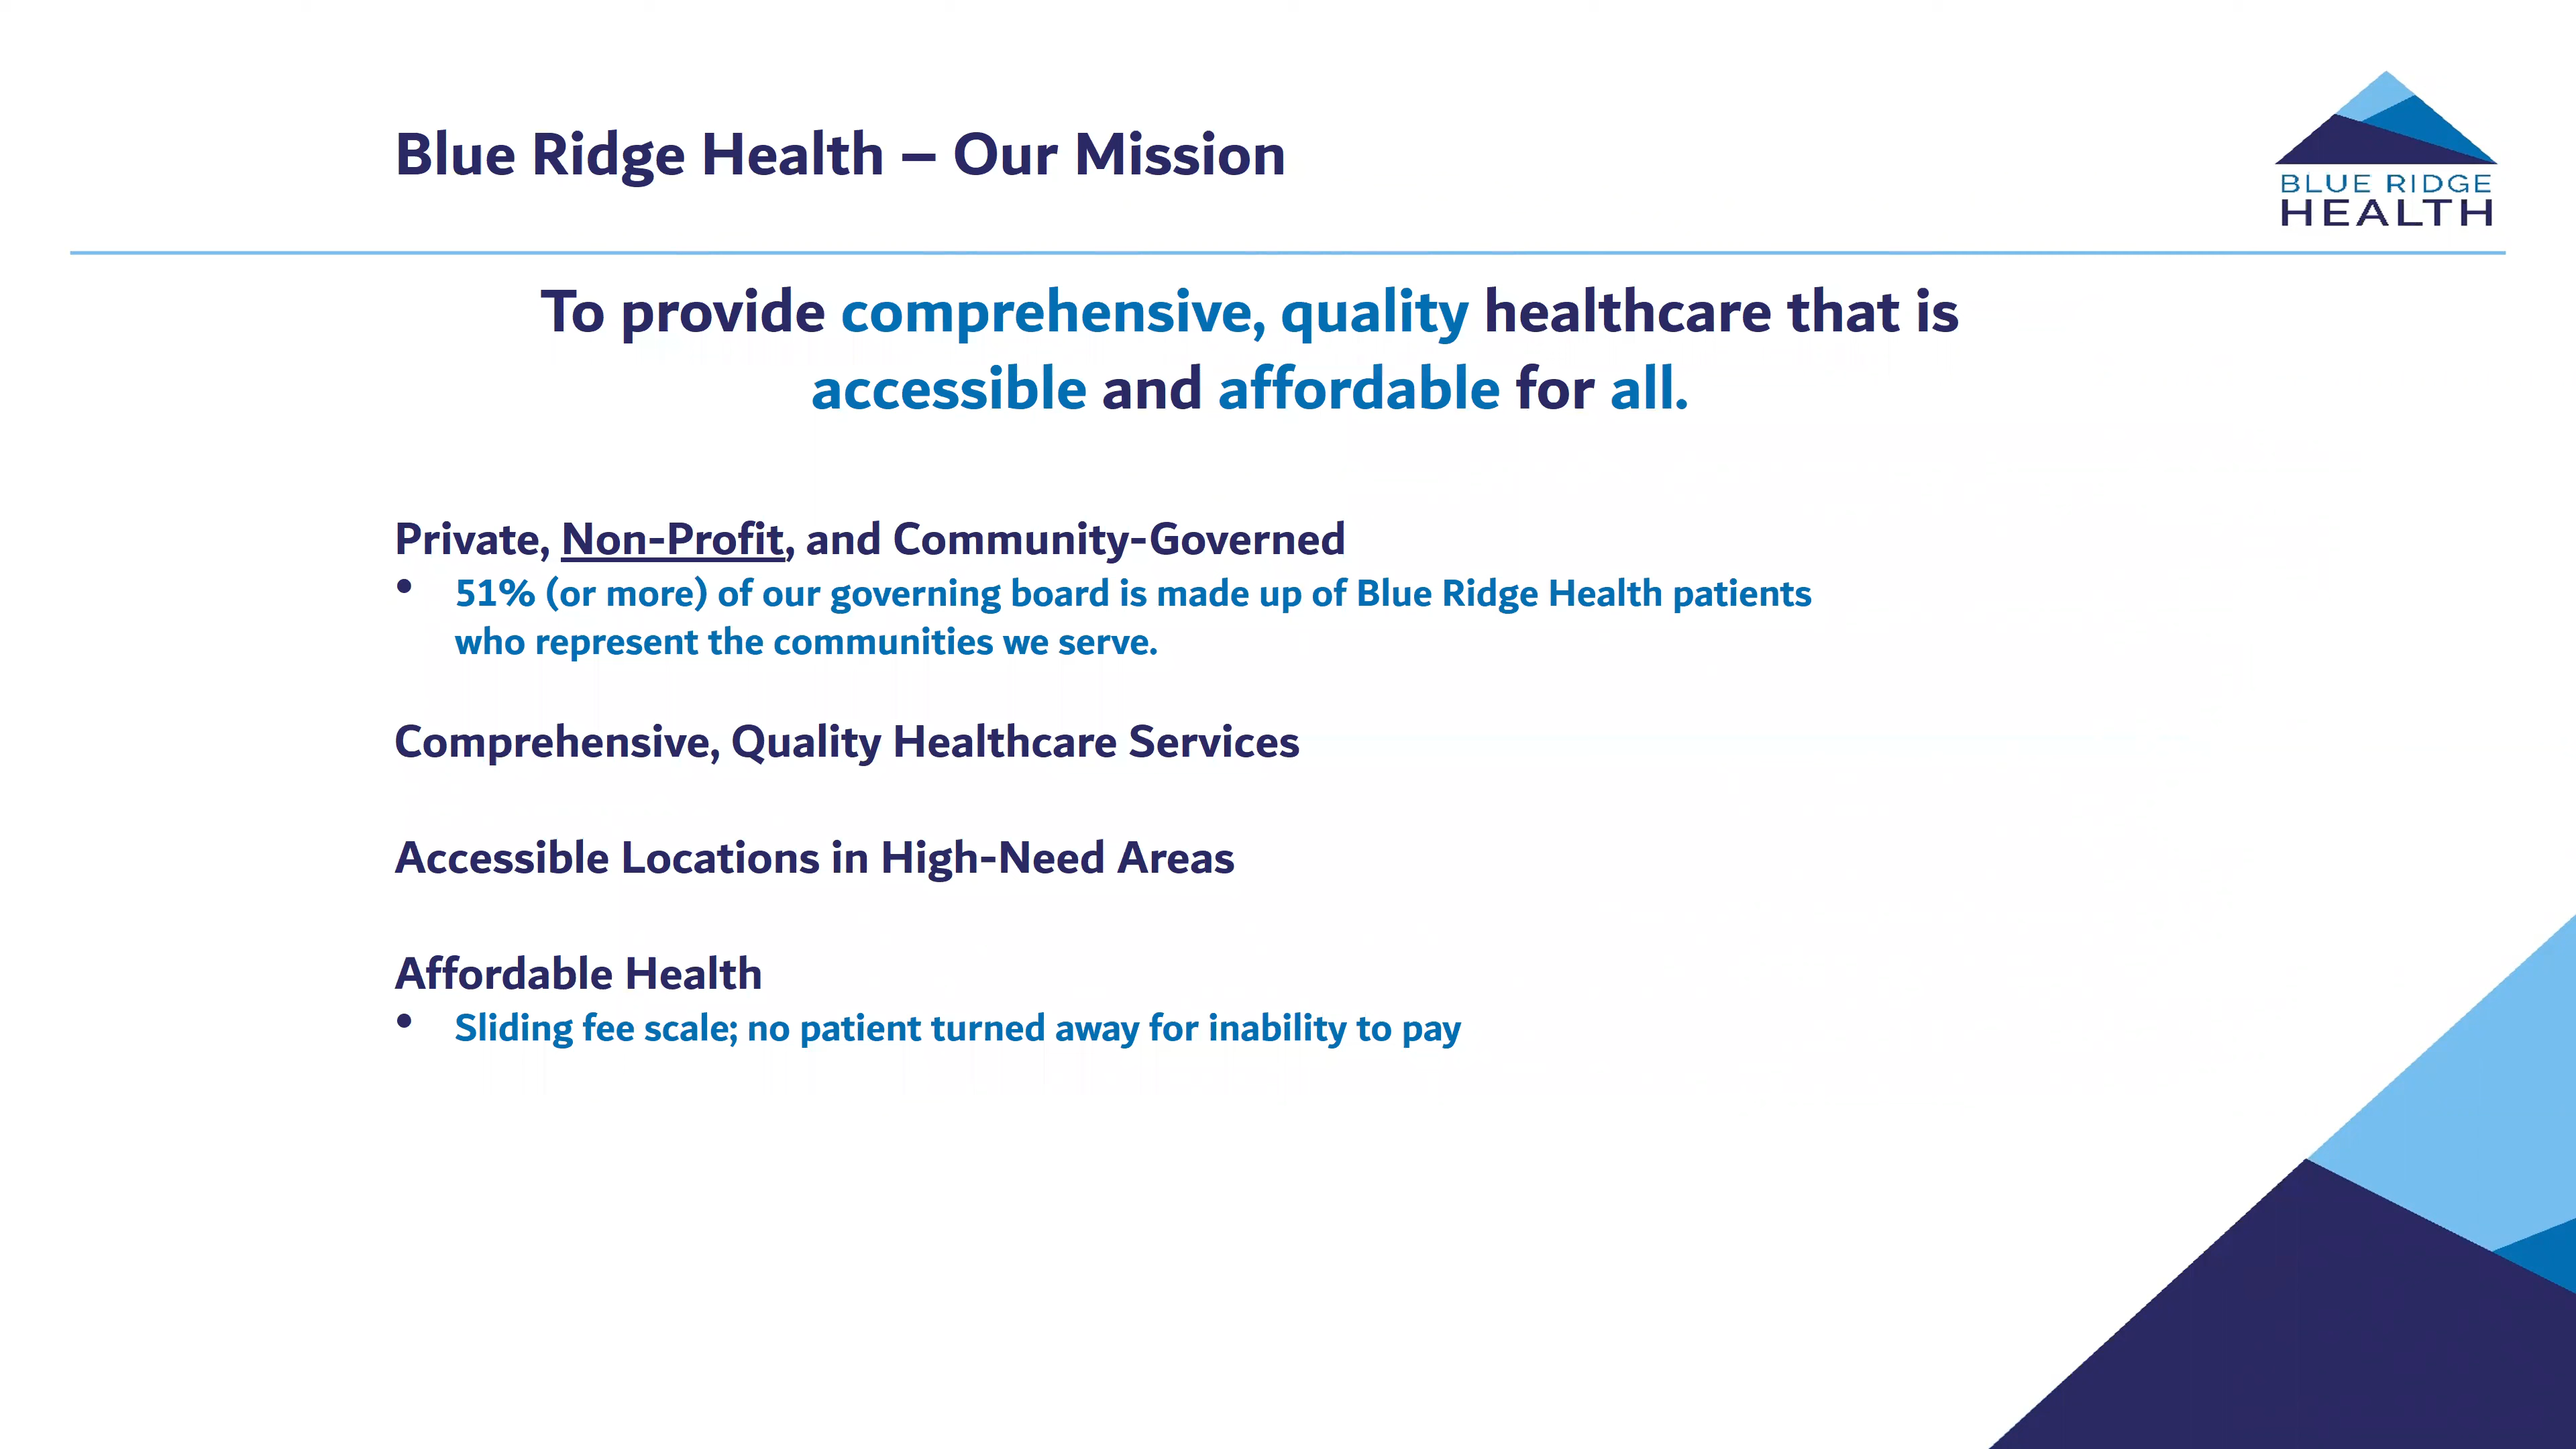 Blue Ridge Health – Our Mission
BLUE RIDGE
HEALTH
To provide comprehensive, quality healthcare that is
accessible and affordable for all.
Private, Non-Profit, and Community-Governed
• 51% (or more) of our governing board is made up of Blue Ridge Health patients
who represent the communities we serve.
Comprehensive, Quality Healthcare Services
Accessible Locations in High-Need Areas
Affordable Health
• Sliding fee scale; no patient turned away for inability to pay